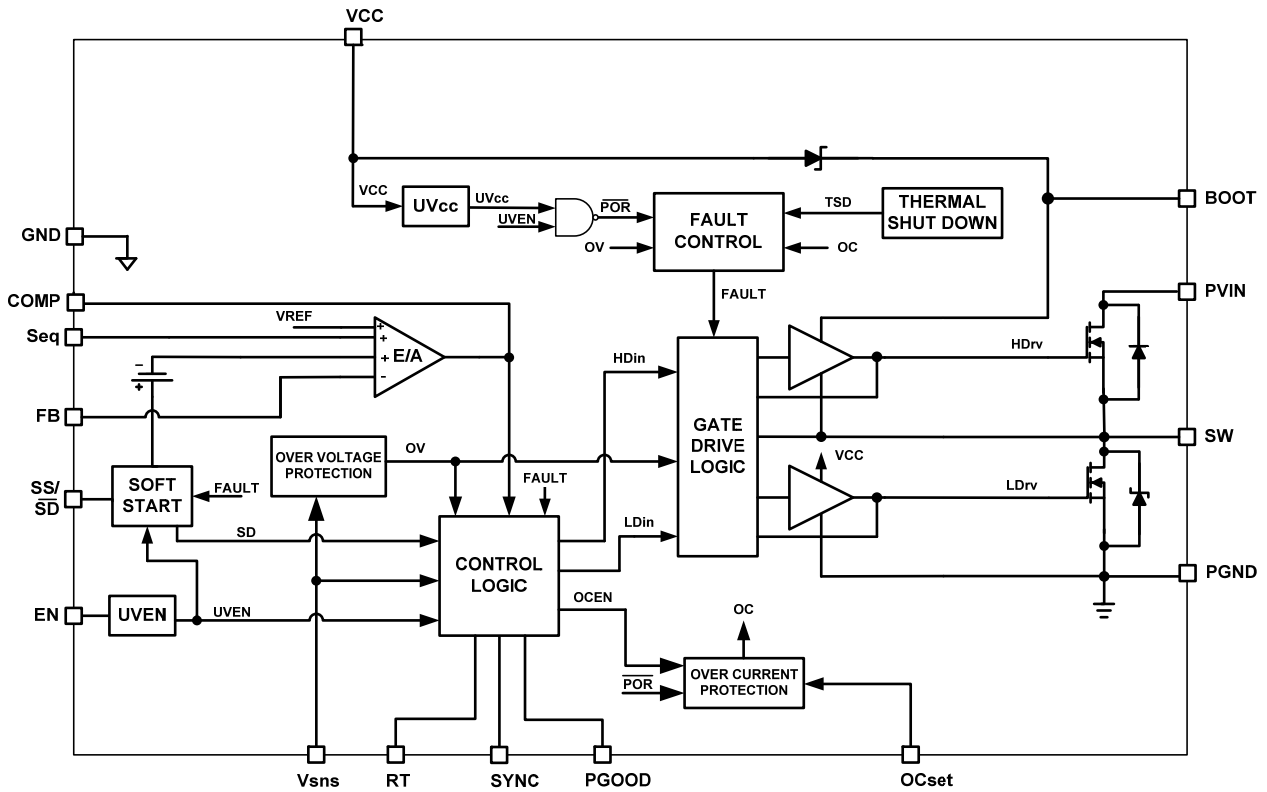 VCC
VCC
UVcc
UVcc
UVEN
POR
OV
FAULT
CONTROL
TSD
OC
THERMAL
SHUT DOWN
BOOT
GND
COMP
Seq
VREF
+
+
+
-
E/A
−
+
FB
FAULT
HDin
HDrv
PVIN
GATE
DRIVE
LOGIC
SW
OVER VOLTAGE
PROTECTION
OV
FAULT
VCC
LDrv
SS/
SD
SOFT
START
FAULT
SD
CONTROL
LOGIC
LDin
PGND
OCEN
EN
UVEN
UVEN
OC
POR
OVER CURRENT
PROTECTION
Vsns
RT
SYNC
PGOOD
OCset